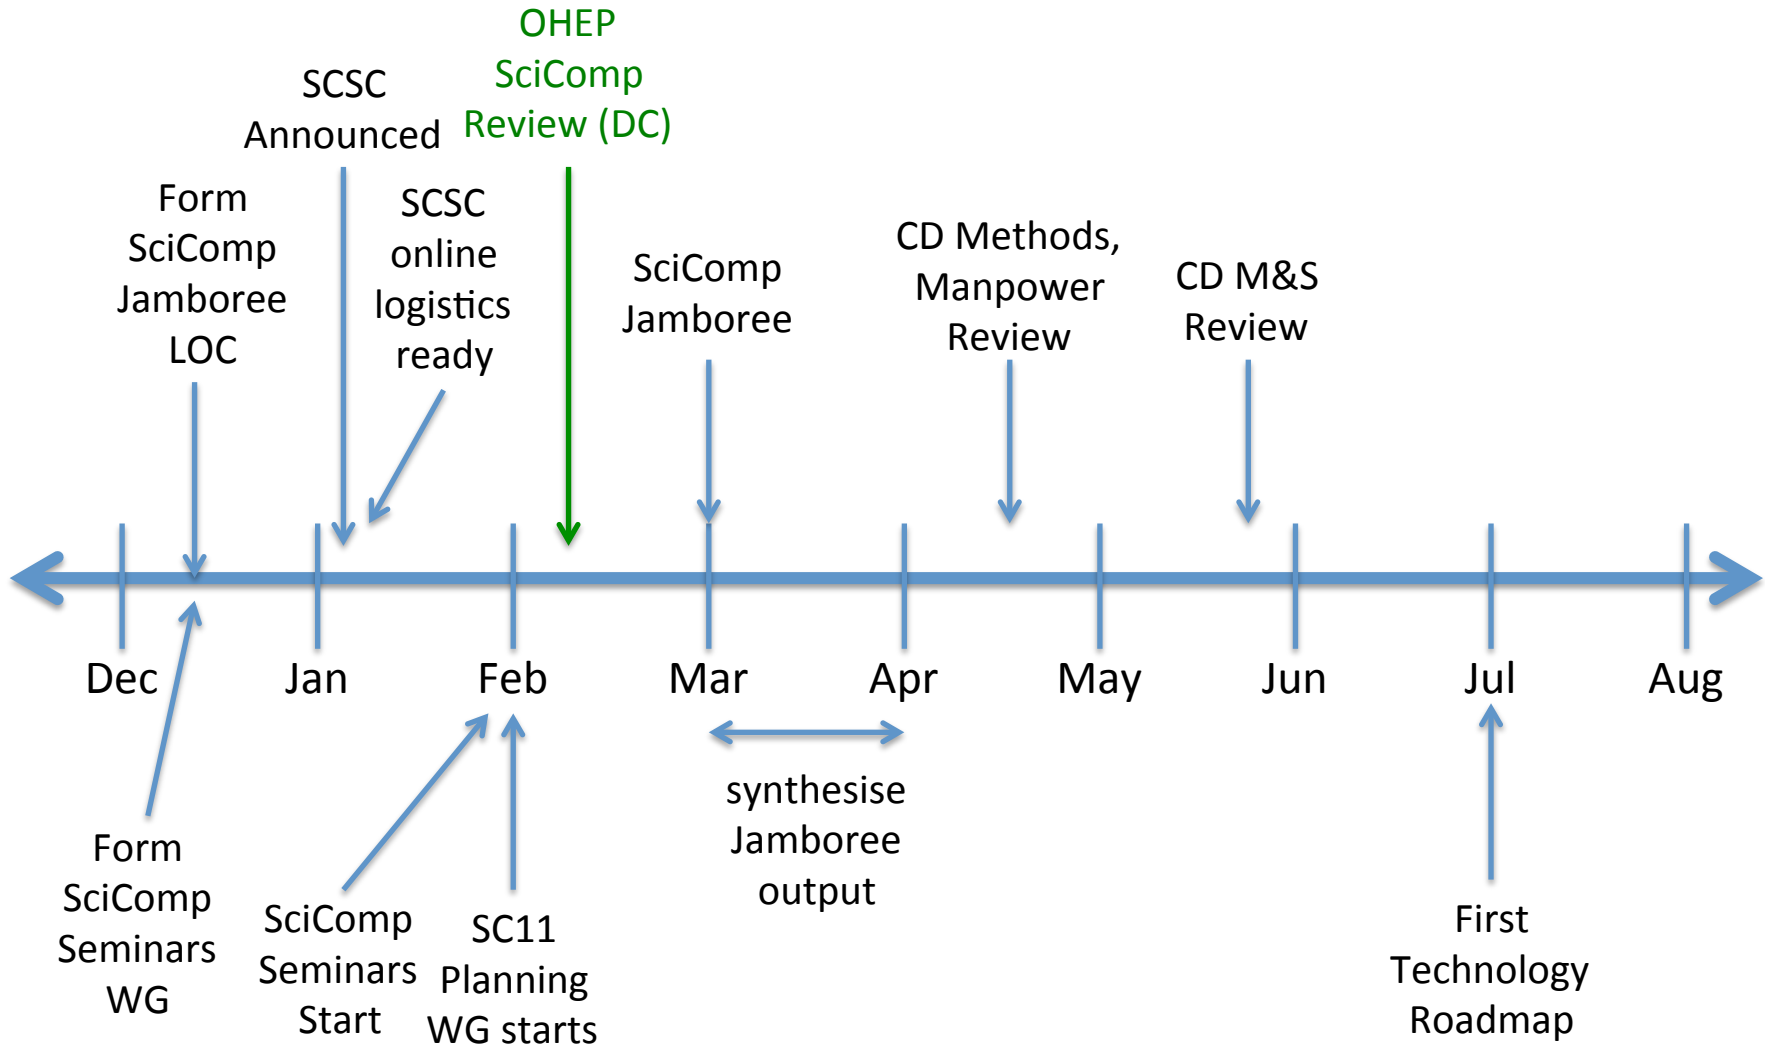 OHEP
SciComp
Review (DC)
SCSC
Announced
Form
SciComp
Jamboree
LOC
SCSC
online
logistics
ready
SciComp
Jamboree
CD Methods,
Manpower
Review
CD M&S
Review
Dec
Jan
Feb
Mar
Apr
May
Jun
Jul
Aug
Form
SciComp
Seminars
WG
SciComp
Seminars
Start
SC11
Planning
WG starts
synthesise
Jamboree
output
First
Technology
Roadmap